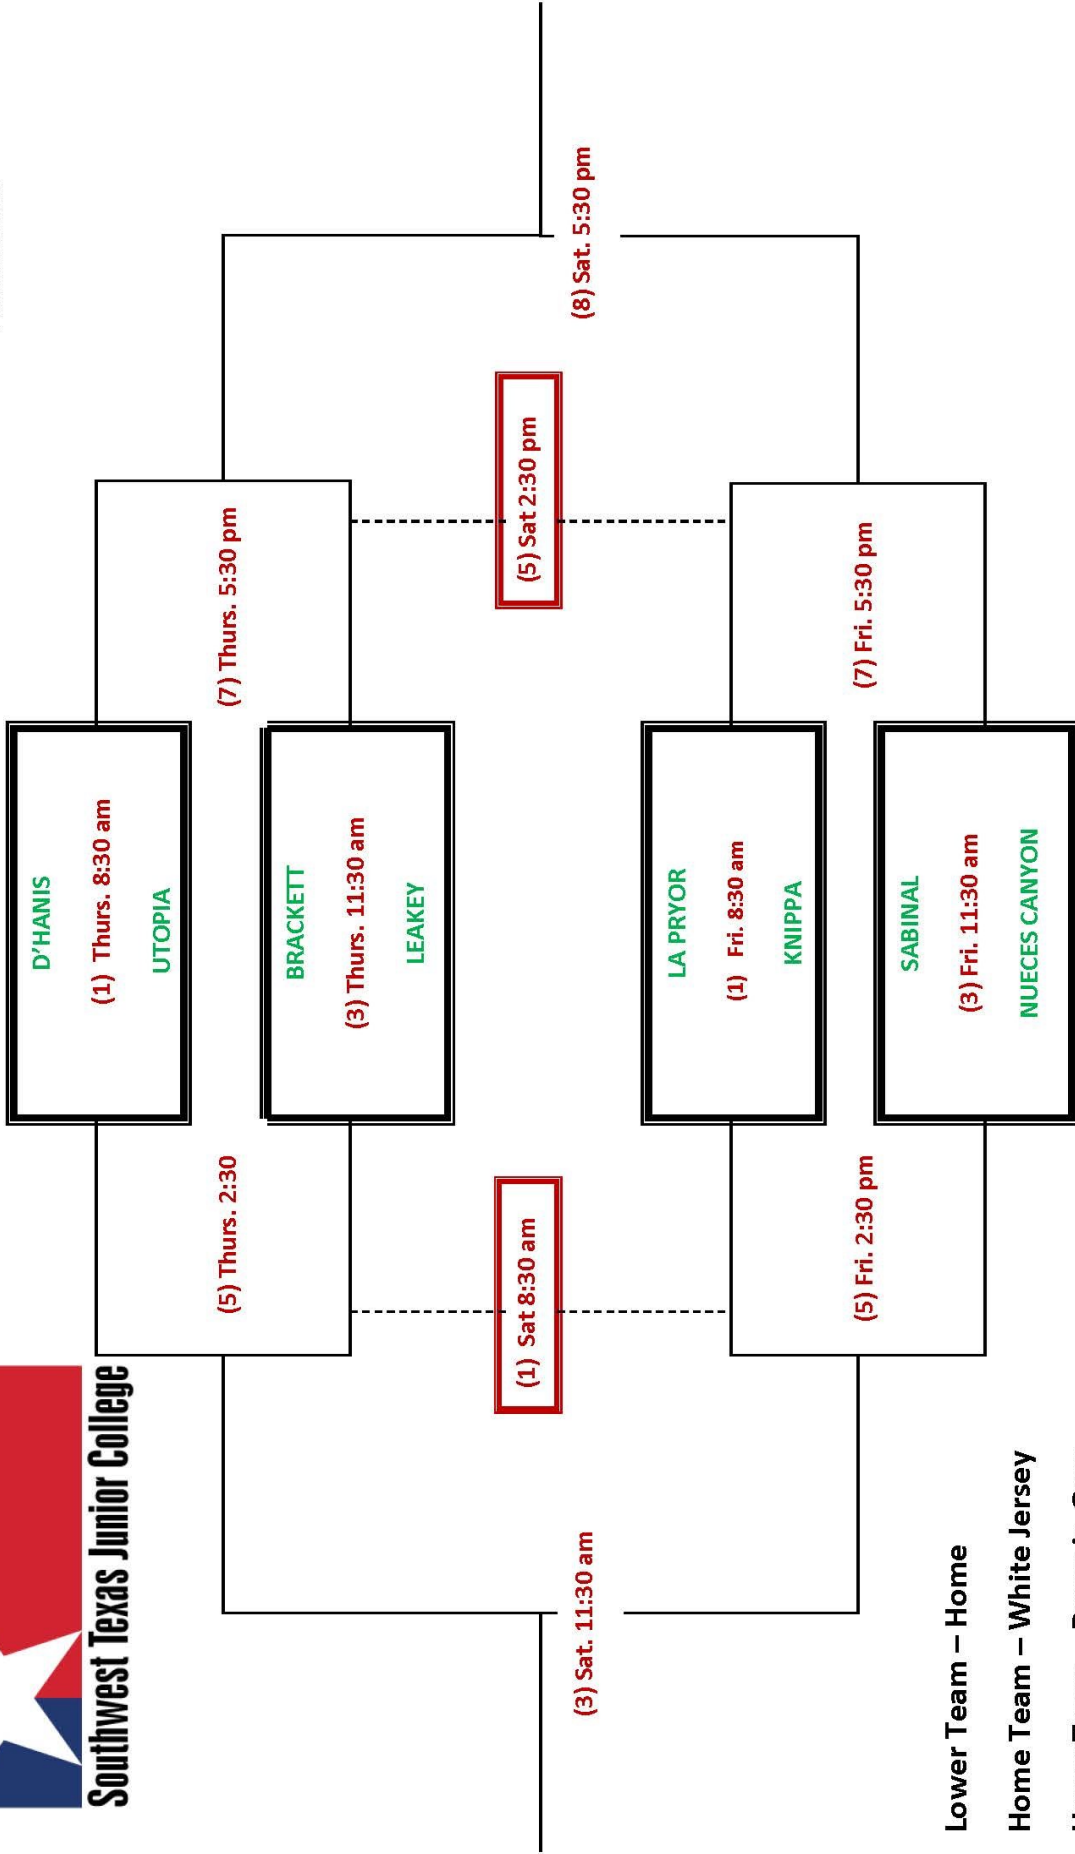 Southwest Texas Junior College
D'HANIS
(1) Thurs. 8:30 am
UTOPIA
(5) Thurs. 2:30
(7) Thurs. 5:30 pm
BRACKETT
(3) Thurs. 11:30 am
LEAKEY
(1) Sat 8:30 am
(5) Sat 2:30 pm
(3) Sat. 11:30 am
(8) Sat. 5:30 pm
LA PRYOR
(1) Fri. 8:30 am
KNIPPA
(5) Fri. 2:30 pm
(7) Fri. 5:30 pm
SABINAL
(3) Fri. 11:30 am
NUECES CANYON
Lower Team – Home
Home Team – White Jersey